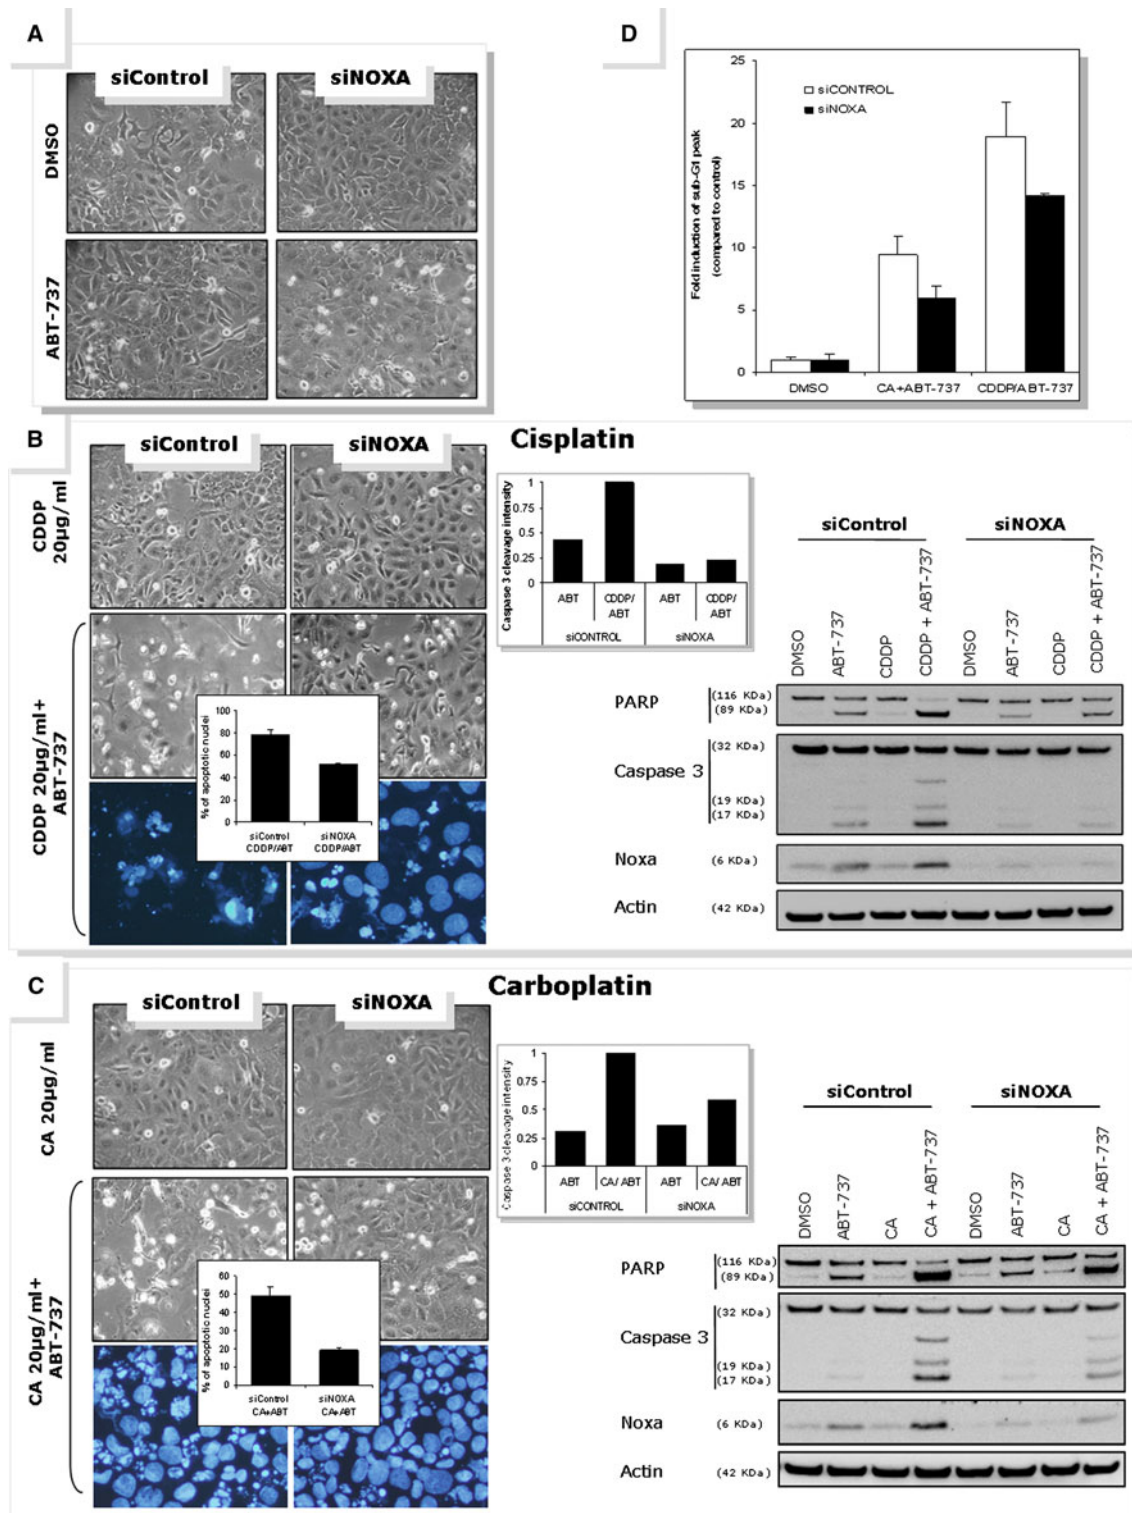 A
siControl
siNOXA
DMSO
ABT-737
D
25
20
15
10
5
0
Fold induction of sub-G1 peak
(compared to control)
siCONTROL
siNOXA
DMSO
CA+ABT-737
CDDP/ABT-737
B
siControl
siNOXA
Cisplatin
CDDP
20µg/ml
CDDP 20µg/ml+
ABT-737
% of apoptotic nuclei
100
80
60
40
20
0
siControl
CDDP/ABT
siNOXA
CDDP/ABT
Caspase 3 cleavage intensity
1
0.75
0.5
0.25
0
ABT
CDDP/
ABT
ABT
CDDP/
ABT
siCONTROL
siNOXA
siControl
siNOXA
DMSO
ABT-737
CDDP
CDDP + ABT-737
DMSO
ABT-737
CDDP
CDDP + ABT-737
PARP
(116 KDa)
(89 KDa)
Caspase 3
(32 KDa)
(19 KDa)
(17 KDa)
Noxa
(6 KDa)
Actin
(42 KDa)
C
siControl
siNOXA
Carboplatin
CA 20µg/ml
CA 20µg/ml+
ABT-737
% of apoptotic nuclei
60
50
40
30
20
10
0
siControl
CA+ABT
siNOXA
CA+ABT
Caspase 3 cleavage intensity
1
0.75
0.5
0.25
0
ABT
CA/ ABT
ABT
CA/ ABT
siCONTROL
siNOXA
siControl
siNOXA
DMSO
ABT-737
CA
CA + ABT-737
DMSO
ABT-737
CA
CA + ABT-737
PARP
(116 KDa)
(89 KDa)
Caspase 3
(32 KDa)
(19 KDa)
(17 KDa)
Noxa
(6 KDa)
Actin
(42 KDa)